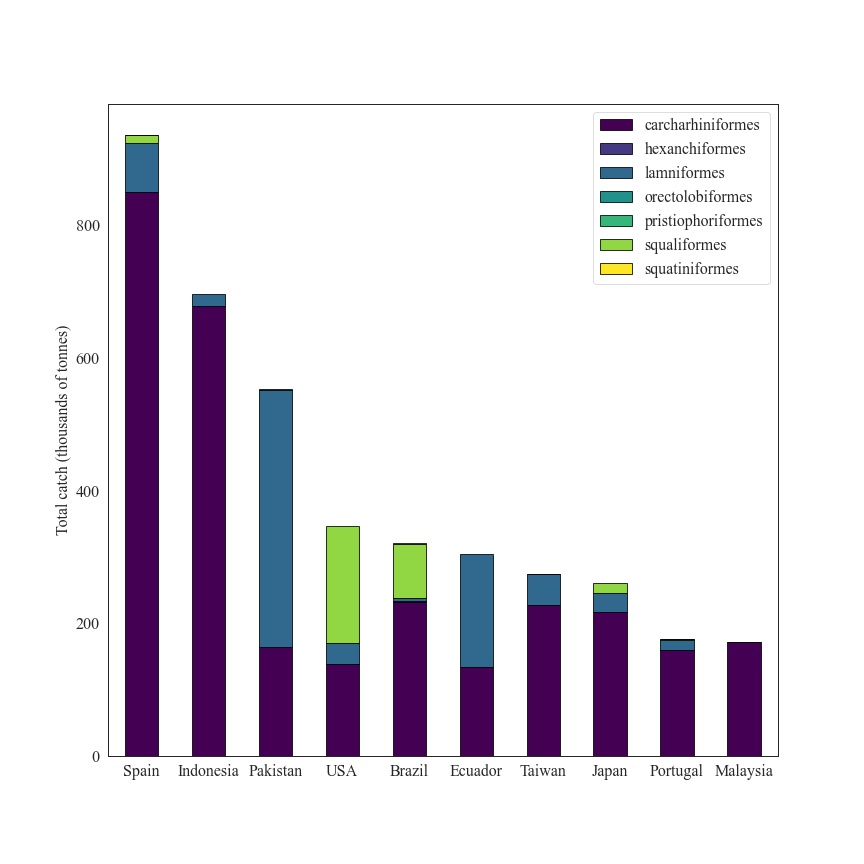 carcharhiniformes
hexanchiformes
lamniformes
orectolobiformes
pristiophoriformes
squaliformes
squatiniformes
Total catch (thousands of tonnes)
800
600
400
200
0
Spain Indonesia Pakistan USA Brazil Ecuador Taiwan Japan Portugal Malaysia